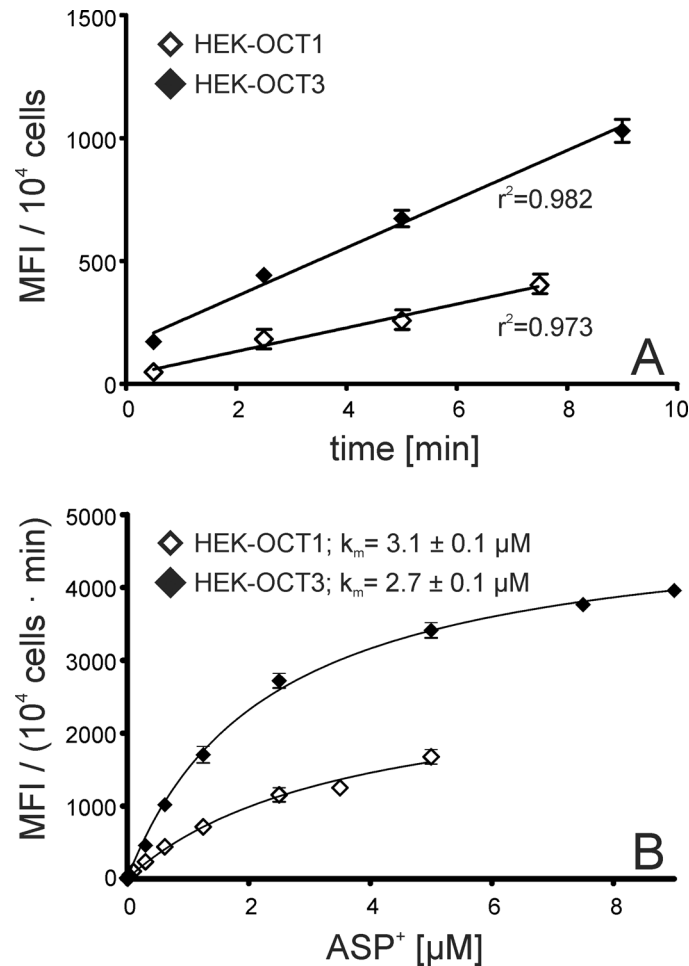 1500
HEK-OCT1
HEK-OCT3
1000
r²=0.982
500
r²=0.973
A
0
0 2 4 6 8 10
MFI / 10⁴ cells
time [min]
5000
HEK-OCT1; kₘ= 3.1 ± 0.1 µM
HEK-OCT3; kₘ= 2.7 ± 0.1 µM
4000
3000
2000
1000
B
0
0 2 4 6 8
MFI / (10⁴ cells · min)
ASP⁺ [µM]